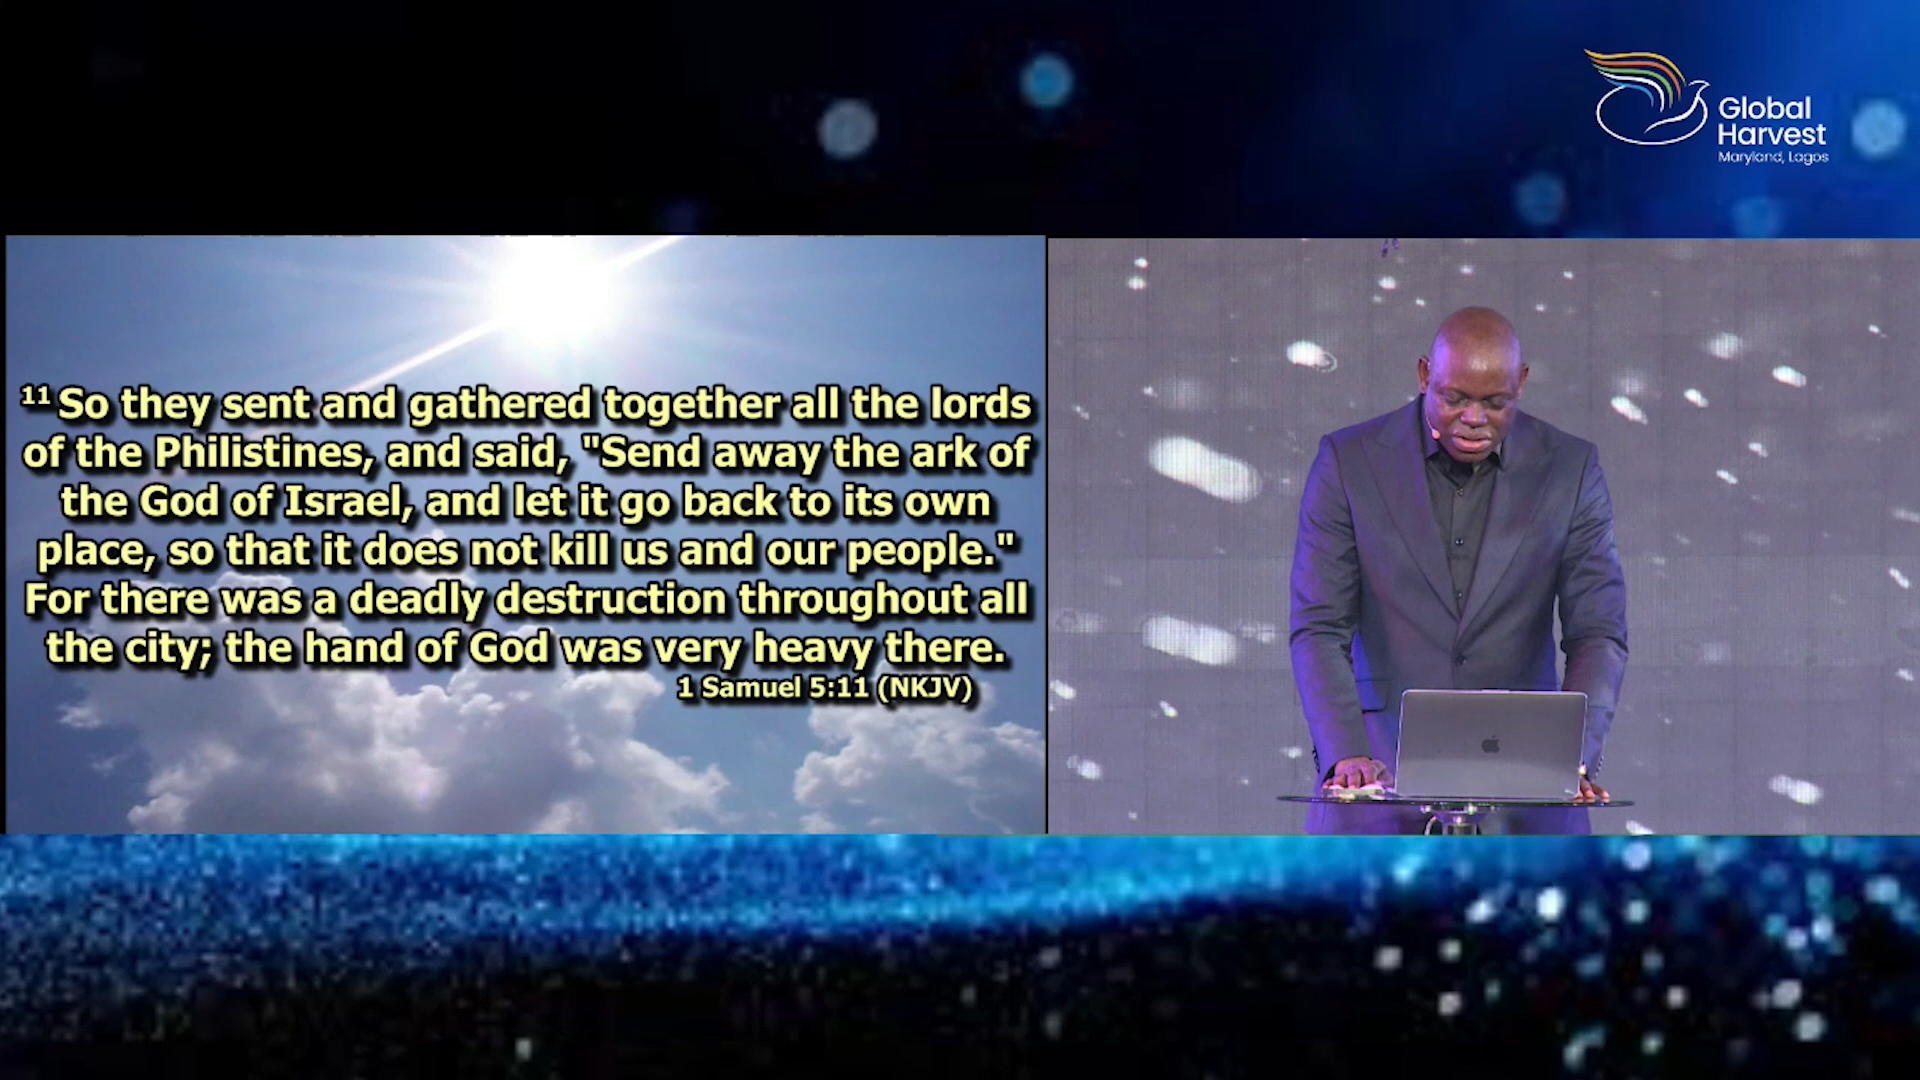 Global
Harvest
Maryland, Lagos
11 So they sent and gathered together all the lords
of the Philistines, and said, "Send away the ark of
the God of Israel, and let it go back to its own
place, so that it does not kill us and our people."
For there was a deadly destruction throughout all
the city; the hand of God was very heavy there.
1 Samuel 5:11 (NKJV)